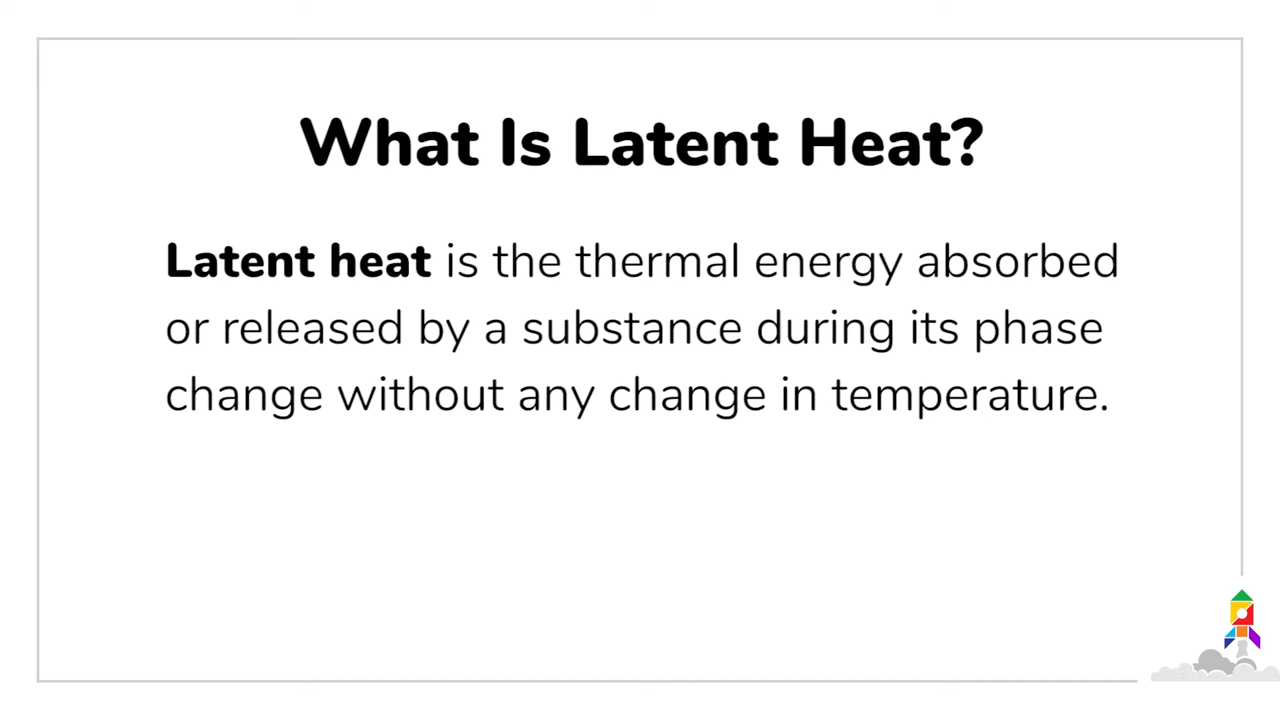 What Is Latent Heat?
Latent heat is the thermal energy absorbed
or released by a substance during its phase
change without any change in temperature.